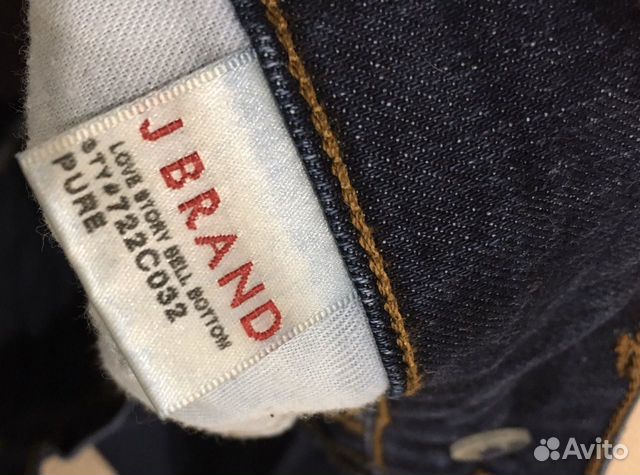 J BRAND
LOVE STORY BELL BOTTOM
STY#722C032
PURE
Avito